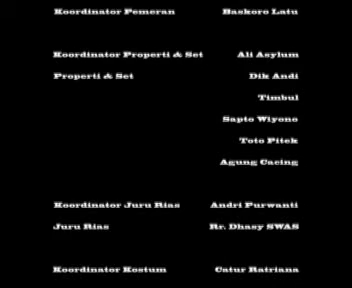 Koordinator Pemeran Baskoro Latu
Koordinator Properti & Set Ali Asylum
Properti & Set Dik Andi
Timbul
Sapto Wiyono
Toto Pitek
Agung Cacing
Koordinator Juru Rias Andri Purwanti
Juru Rias Rr. Dhasy SWAS
Koordinator Kostum Catur Ratriana